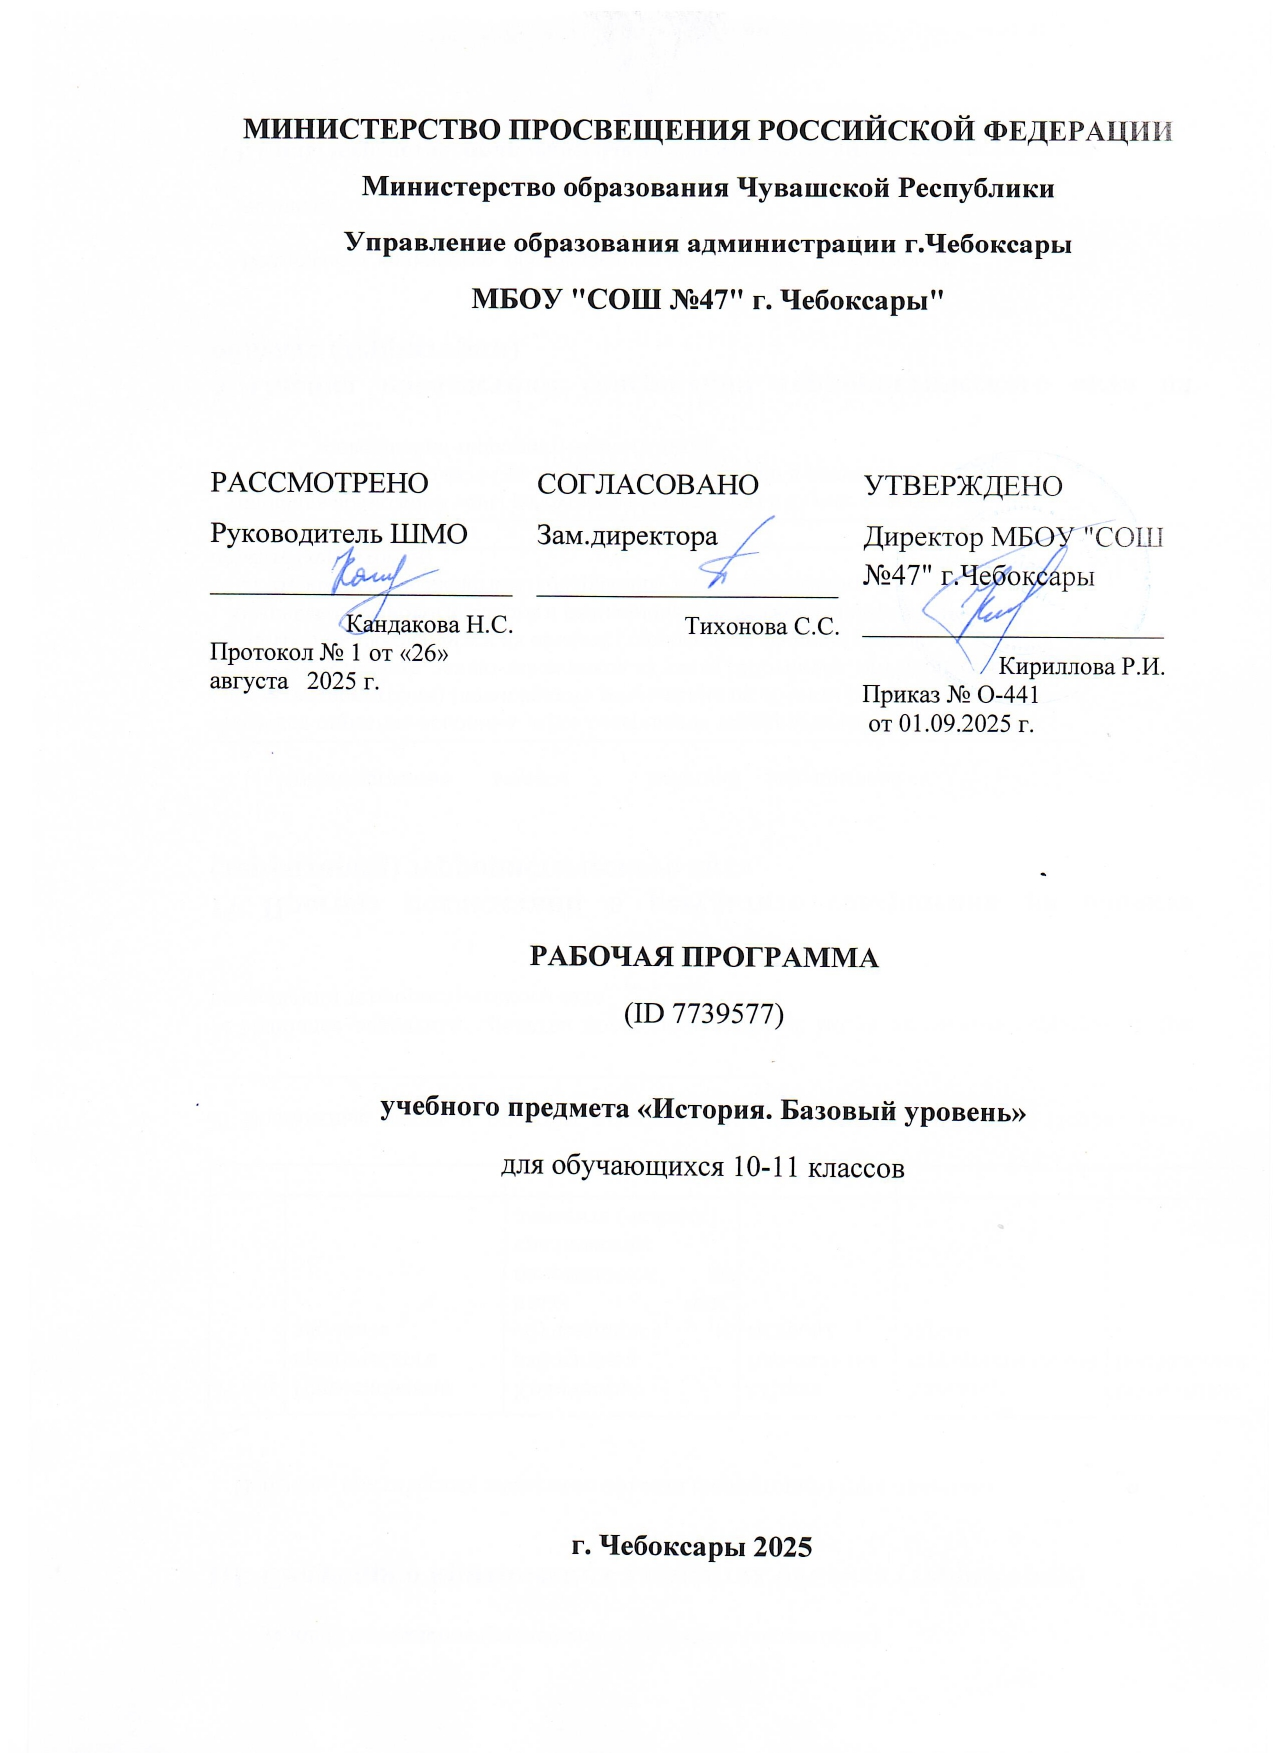 МИНИСТЕРСТВО ПРОСВЕЩЕНИЯ РОССИЙСКОЙ ФЕДЕРАЦИИ
Министерство образования Чувашской Республики
Управление образования администрации г.Чебоксары
МБОУ "СОШ №47" г. Чебоксары"
РАССМОТРЕНО
Руководитель ШМО
Кандакова Н.С.
Протокол № 1 от «26»
августа 2025 г.
СОГЛАСОВАНО
Зам.директора
Тихонова С.С.
УТВЕРЖДЕНО
Директор МБОУ "СОШ
№47" г.Чебоксары
Кириллова Р.И.
Приказ № О-441
от 01.09.2025 г.
РАБОЧАЯ ПРОГРАММА
(ID 7739577)
учебного предмета «История. Базовый уровень»
для обучающихся 10-11 классов
г. Чебоксары 2025